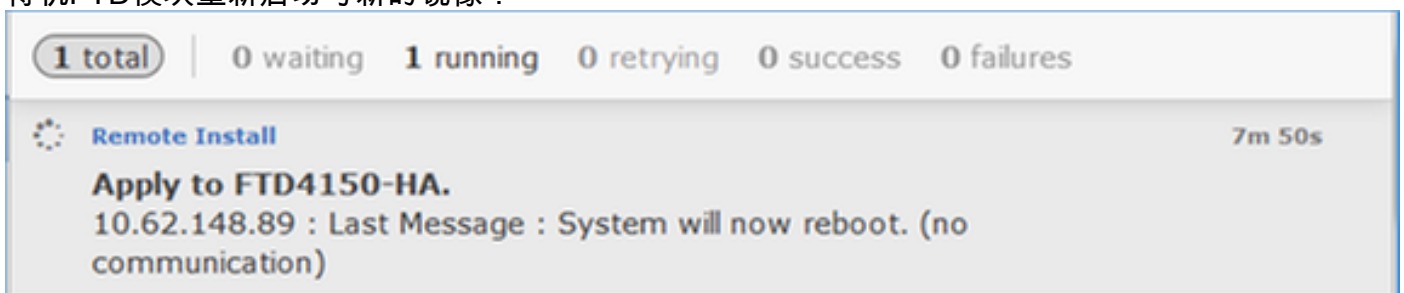 1 total 0 waiting 1 running 0 retrying 0 success 0 failures
Remote Install 7m 50s
Apply to FTD4150-HA.
10.62.148.89 : Last Message : System will now reboot. (no
communication)